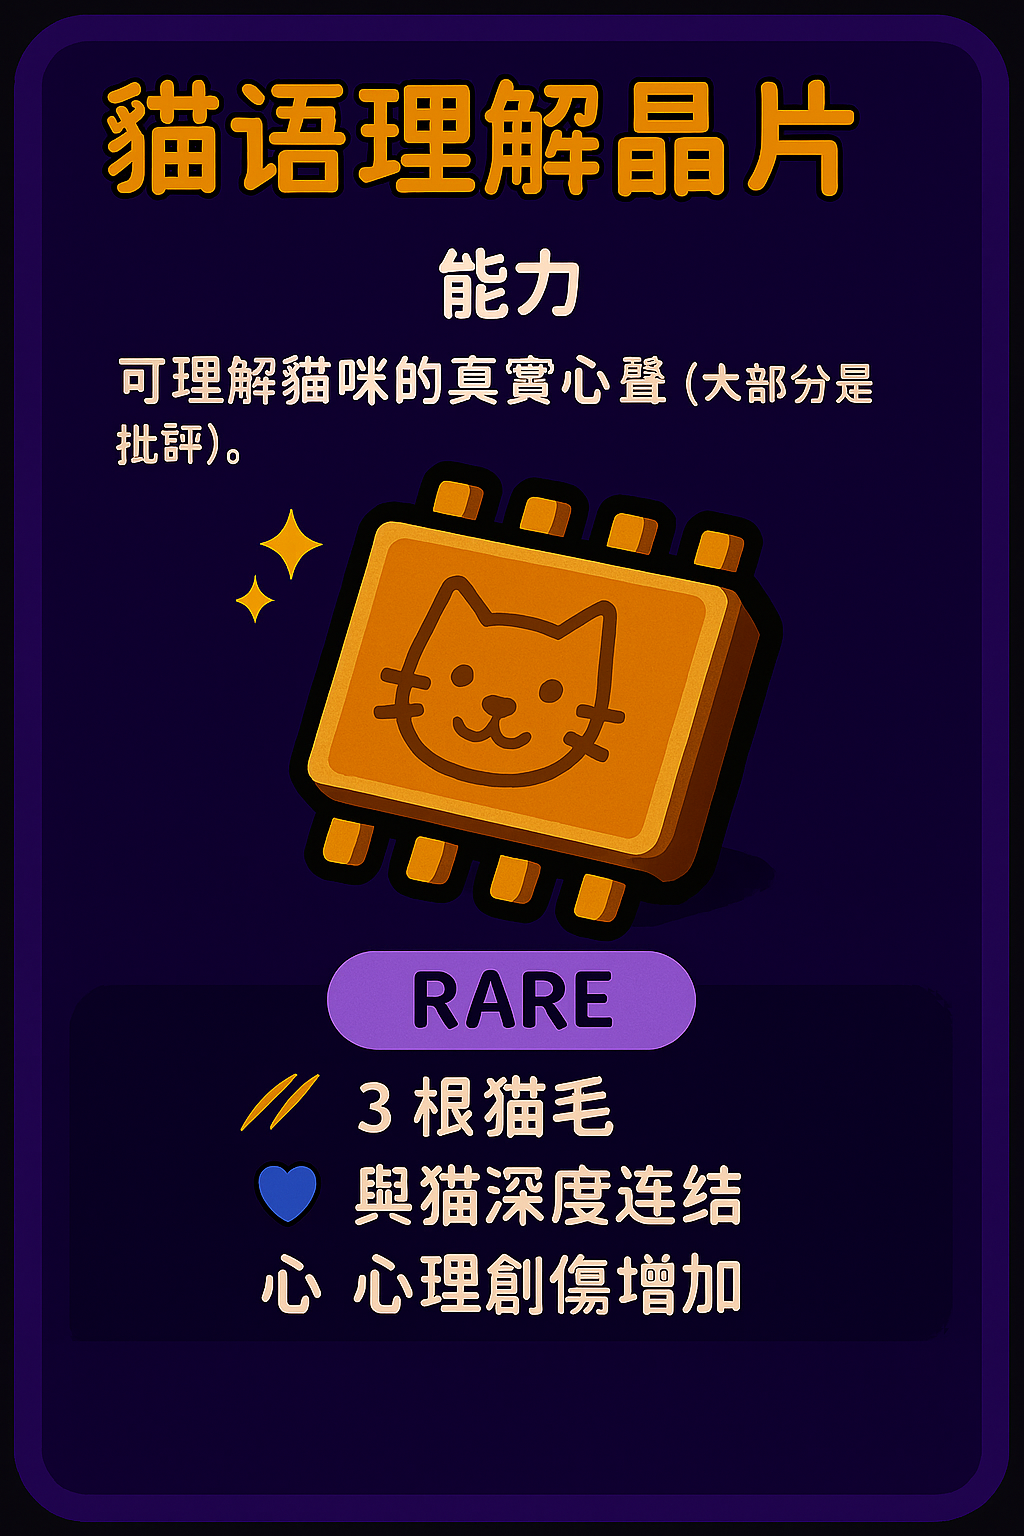 貓语理解晶片
能力
可理解貓咪的真實心聲 (大部分是
批評)。
RARE
3 根猫毛
與猫深度连结
心 心理創傷增加